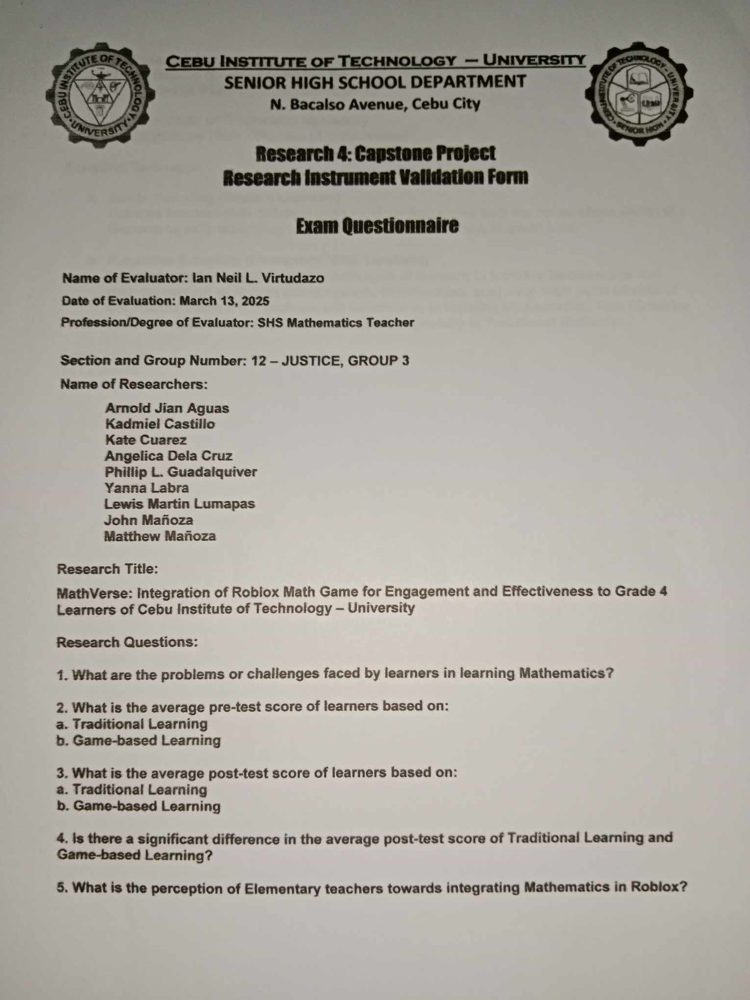 CEBU INSTITUTE OF TECHNOLOGY — UNIVERSITY
SENIOR HIGH SCHOOL DEPARTMENT
N. Bacalso Avenue, Cebu City
CEBU INSTITUTE OF TECHNOLOGY
UNIVERSITY
CEBU INSTITUTE OF TECHNOLOGY - UNIVERSITY
SENIOR HIGH
Research 4: Capstone Project
Research Instrument Validation Form
Exam Questionnaire
Name of Evaluator: Ian Neil L. Virtudazo
Date of Evaluation: March 13, 2025
Profession/Degree of Evaluator: SHS Mathematics Teacher
Section and Group Number: 12 – JUSTICE, GROUP 3
Name of Researchers:
Arnold Jian Aguas
Kadmiel Castillo
Kate Cuarez
Angelica Dela Cruz
Phillip L. Guadalquiver
Yanna Labra
Lewis Martin Lumapas
John Mañoza
Matthew Mañoza
Research Title:
MathVerse: Integration of Roblox Math Game for Engagement and Effectiveness to Grade 4
Learners of Cebu Institute of Technology – University
Research Questions:
1. What are the problems or challenges faced by learners in learning Mathematics?
2. What is the average pre-test score of learners based on:
a. Traditional Learning
b. Game-based Learning
3. What is the average post-test score of learners based on:
a. Traditional Learning
b. Game-based Learning
4. Is there a significant difference in the average post-test score of Traditional Learning and
Game-based Learning?
5. What is the perception of Elementary teachers towards integrating Mathematics in Roblox?